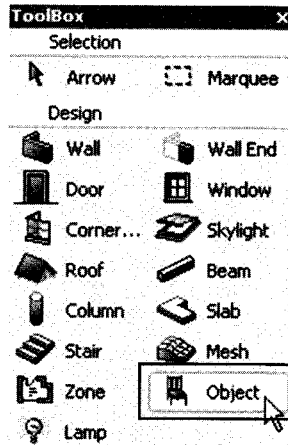 ToolBox x
Selection
Arrow Marquee
Design
Wall Wall End
Door Window
Corner... Skylight
Roof Beam
Column Slab
Stair Mesh
Zone Object
Lamp